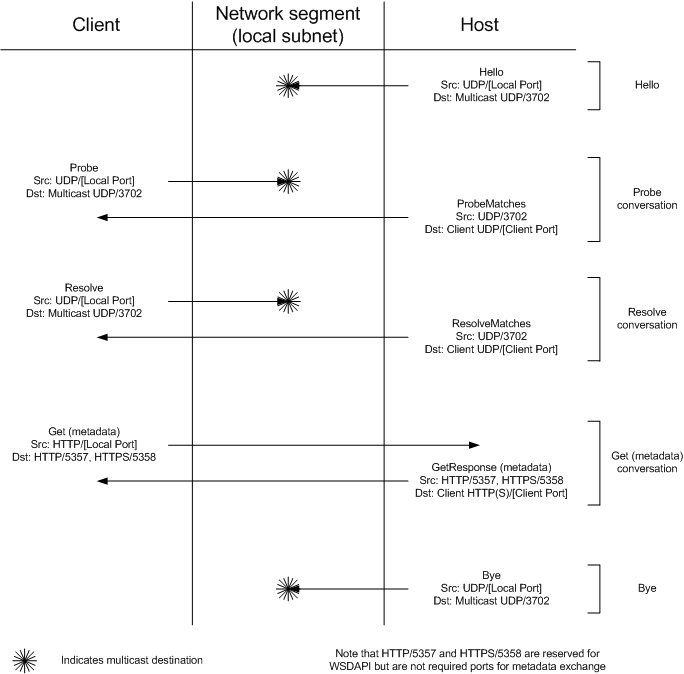 Client
Network segment
(local subnet)
Host
Hello
Src: UDP/[Local Port]
Dst: Multicast UDP/3702
Hello
Probe
Src: UDP/[Local Port]
Dst: Multicast UDP/3702
ProbeMatches
Src: UDP/3702
Dst: Client UDP/[Client Port]
Probe
conversation
Resolve
Src: UDP/[Local Port]
Dst: Multicast UDP/3702
ResolveMatches
Src: UDP/3702
Dst: Client UDP/[Client Port]
Resolve
conversation
Get (metadata)
Src: HTTP/[Local Port]
Dst: HTTP/5357, HTTPS/5358
GetResponse (metadata)
Src: HTTP/5357, HTTPS/5358
Dst: Client HTTP(S)/[Client Port]
Get (metadata)
conversation
Bye
Src: UDP/[Local Port]
Dst: Multicast UDP/3702
Bye
Indicates multicast destination
Note that HTTP/5357 and HTTPS/5358 are reserved for
WSDAPI but are not required ports for metadata exchange